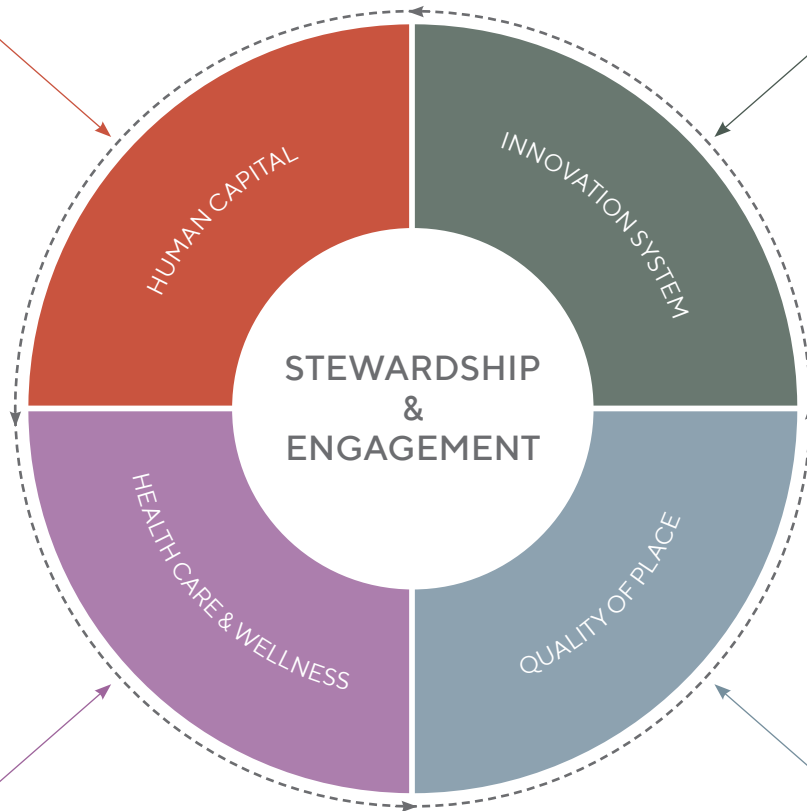 HUMAN CAPITAL
INNOVATION SYSTEM
STEWARDSHIP
&
ENGAGEMENT
HEALTH CARE & WELLNESS
QUALITY OF PLACE